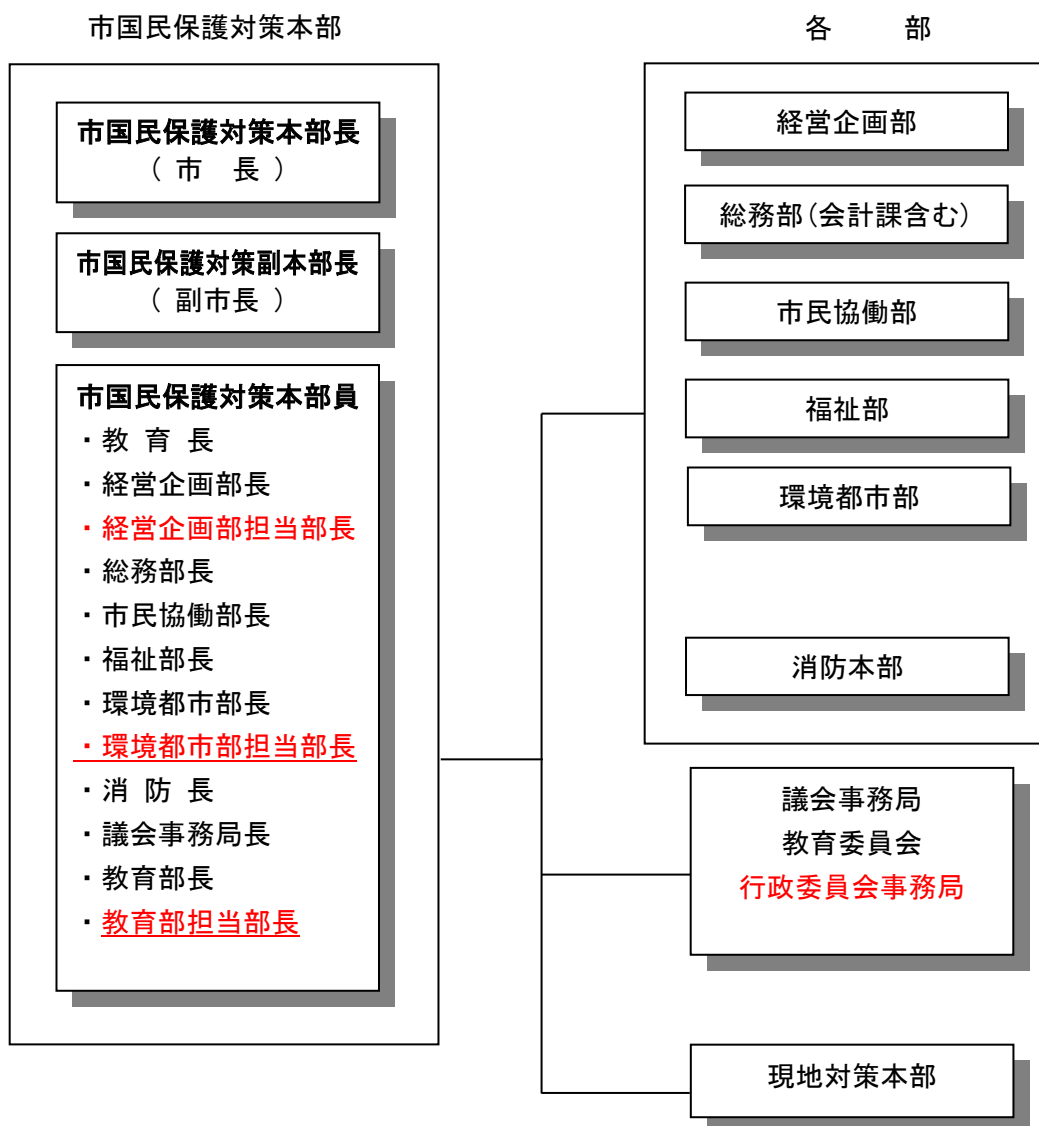 市国民保護対策本部
市国民保護対策本部長
（ 市　長 ）
市国民保護対策副本部長
（ 副市長 ）
市国民保護対策本部員
・教 育 長
・経営企画部長
・経営企画部担当部長
・総務部長
・市民協働部長
・福祉部長
・環境都市部長
・環境都市部担当部長
・消 防 長
・議会事務局長
・教育部長
・教育部担当部長
各　　部
経営企画部
総務部（会計課含む）
市民協働部
福祉部
環境都市部
消防本部
議会事務局
教育委員会
行政委員会事務局
現地対策本部